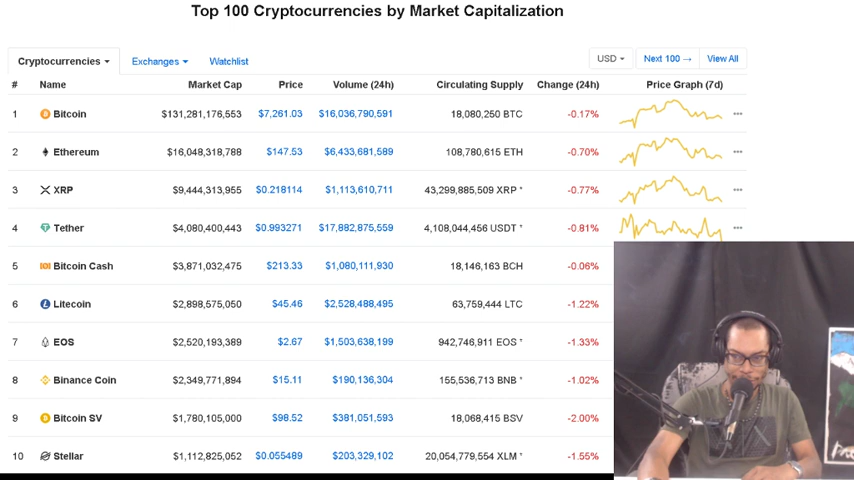 Top 100 Cryptocurrencies by Market Capitalization
Cryptocurrencies Exchanges Watchlist USD Next 100 → View All
# Name Market Cap Price Volume (24h) Circulating Supply Change (24h) Price Graph (7d)
1 Bitcoin $131,281,176,553 $7,261.03 $16,036,790,591 18,080,250 BTC -0.17%
2 Ethereum $16,048,318,788 $147.53 $6,433,681,589 108,780,615 ETH -0.70%
3 XRP $9,444,313,955 $0.218114 $1,113,610,711 43,299,885,509 XRP * -0.77%
4 Tether $4,080,400,443 $0.993271 $17,882,875,559 4,108,044,456 USDT * -0.81%
5 Bitcoin Cash $3,871,032,475 $213.33 $1,080,111,930 18,146,163 BCH -0.06%
6 Litecoin $2,898,575,050 $45.46 $2,528,488,495 63,759,444 LTC -1.22%
7 EOS $2,520,193,389 $2.67 $1,503,638,199 942,746,911 EOS * -1.33%
8 Binance Coin $2,349,771,894 $15.11 $190,136,304 155,536,713 BNB * -1.02%
9 Bitcoin SV $1,780,105,000 $98.52 $381,051,593 18,068,415 BSV -2.00%
10 Stellar $1,112,825,052 $0.055489 $203,329,102 20,054,779,554 XLM * -1.55%